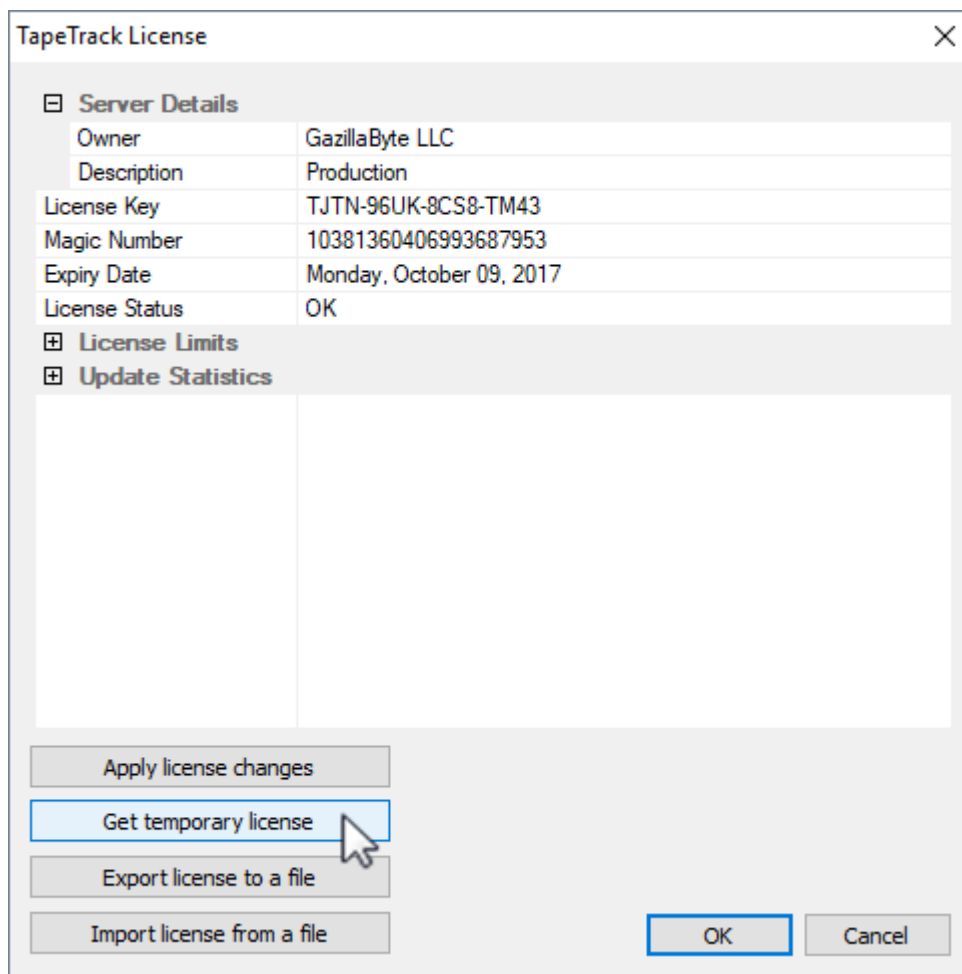 TapeTrack License
Server Details
Owner GazillaByte LLC
Description Production
License Key TJTN-96UK-8CS8-TM43
Magic Number 10381360406993687953
Expiry Date Monday, October 09, 2017
License Status OK
License Limits
Update Statistics
Apply license changes
Get temporary license
Export license to a file
Import license from a file
OK Cancel